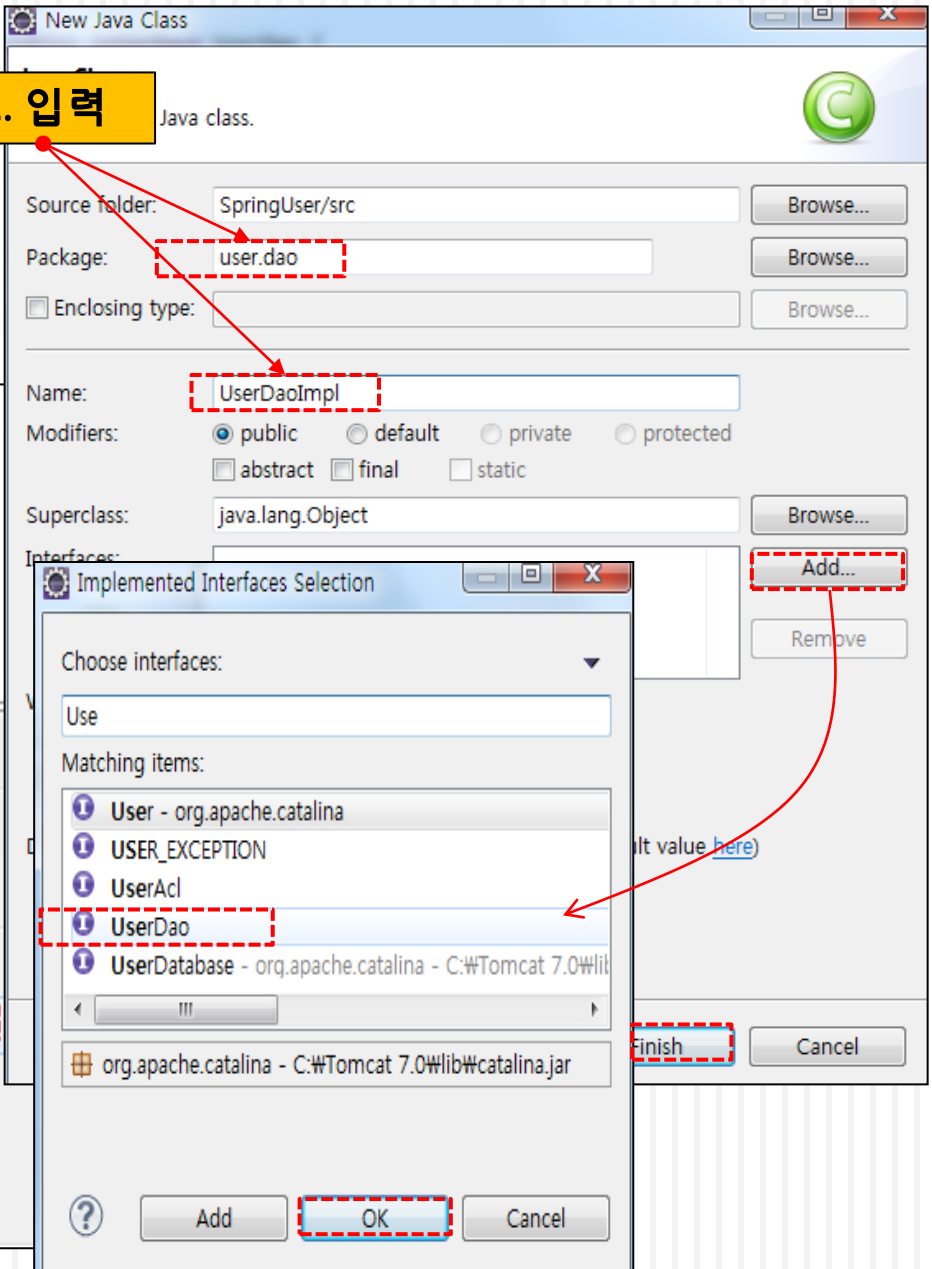 New Java Class
. 입력
Java class.
Source folder: SpringUser/src Browse...
Package: user.dao Browse...
Enclosing type: Browse...
Name: UserDaoImpl
Modifiers: public default private protected
abstract final static
Superclass: java.lang.Object Browse...
Interfaces: Add...
Remove
Implemented Interfaces Selection
Choose interfaces:
Use
Matching items:
User - org.apache.catalina
USER_EXCEPTION
UserAcl
UserDao
UserDatabase - org.apache.catalina - C:₩Tomcat 7.0₩lib
ult value here)
org.apache.catalina - C:₩Tomcat 7.0₩lib₩catalina.jar
Finish Cancel
Add OK Cancel